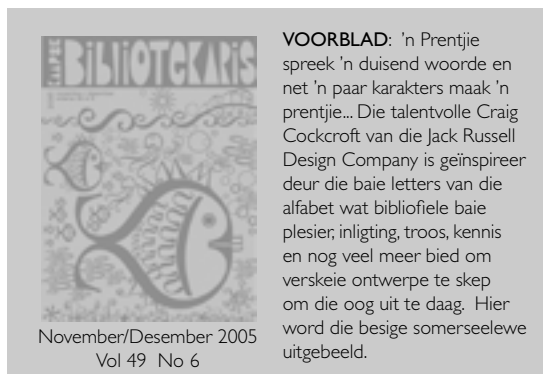 KAAPSE
BIBLIOTEKARIS
November/Desember 2005
Vol 49 No 6
VOORBLAD: ’n Prentjie
spreek ’n duisend woorde en
net ’n paar karakters maak ’n
prentjie... Die talentvolle Craig
Cockcroft van die Jack Russell
Design Company is geïnspireer
deur die baie letters van die
alfabet wat bibliofiele baie
plesier, inligting, troos, kennis
en nog veel meer bied om
verskeie ontwerpe te skep
om die oog uit te daag. Hier
word die besige somerseelewe
uitgebeeld.